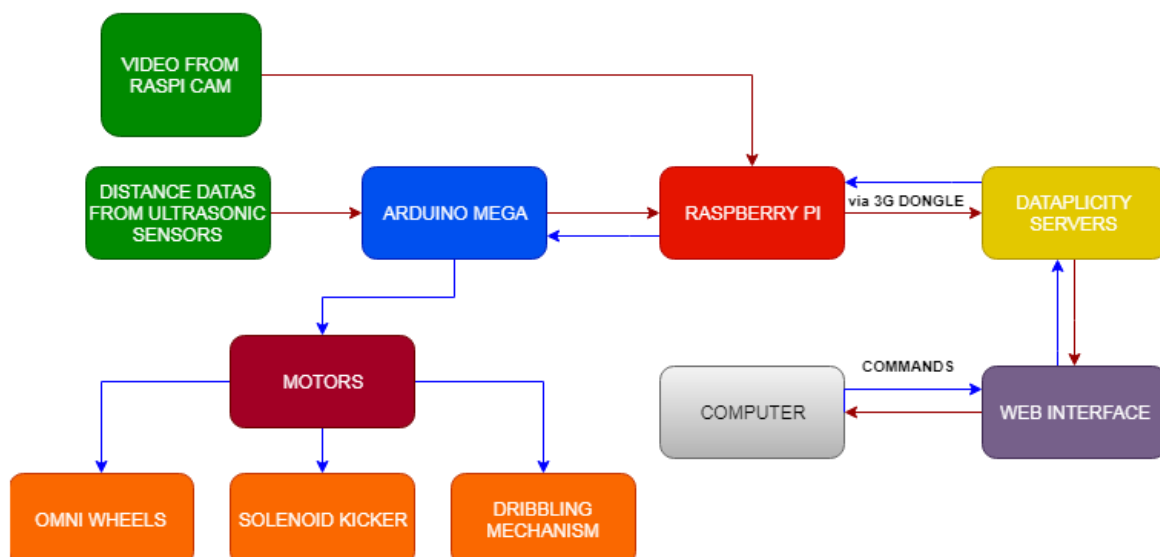 VIDEO FROM
RASPI CAM
DISTANCE DATAS
FROM ULTRASONIC
SENSORS
ARDUINO MEGA
RASPBERRY PI
via 3G DONGLE
DATAPLICITY
SERVERS
MOTORS
COMPUTER
COMMANDS
WEB INTERFACE
OMNI WHEELS
SOLENOID KICKER
DRIBBLING
MECHANISM